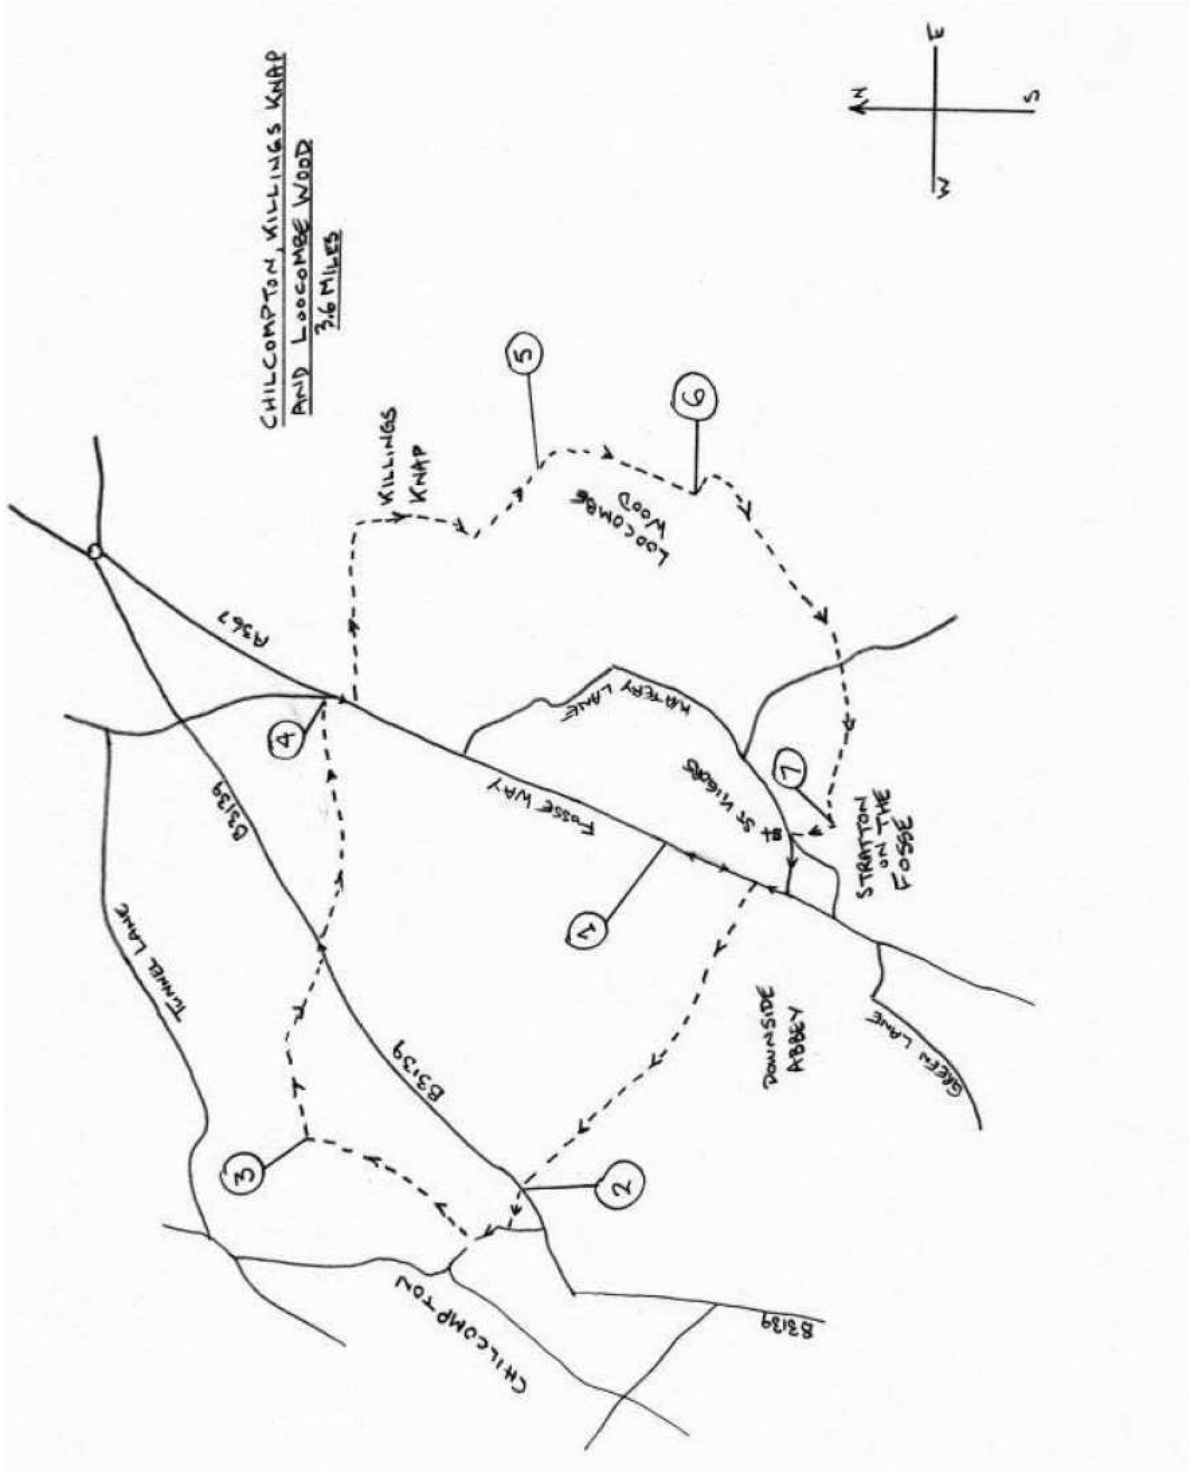 CHILCOMPTON, KILLINGS KNAP
AND LOOCOMBE WOOD
3.6 MILES
N
E
S
W
TUNNEL LANE
B3139
A367
4
KILLINGS
KNAP
5
LOOCOMBE
WOOD
6
3
B3139
FOSSE WAY
WATERY LANE
1
ST VIGORS
7
STRATTON
ON THE
FOSSE
CHILCOMPTON
2
DOWNSIDE
ABBEY
GREEN LANE
B3139